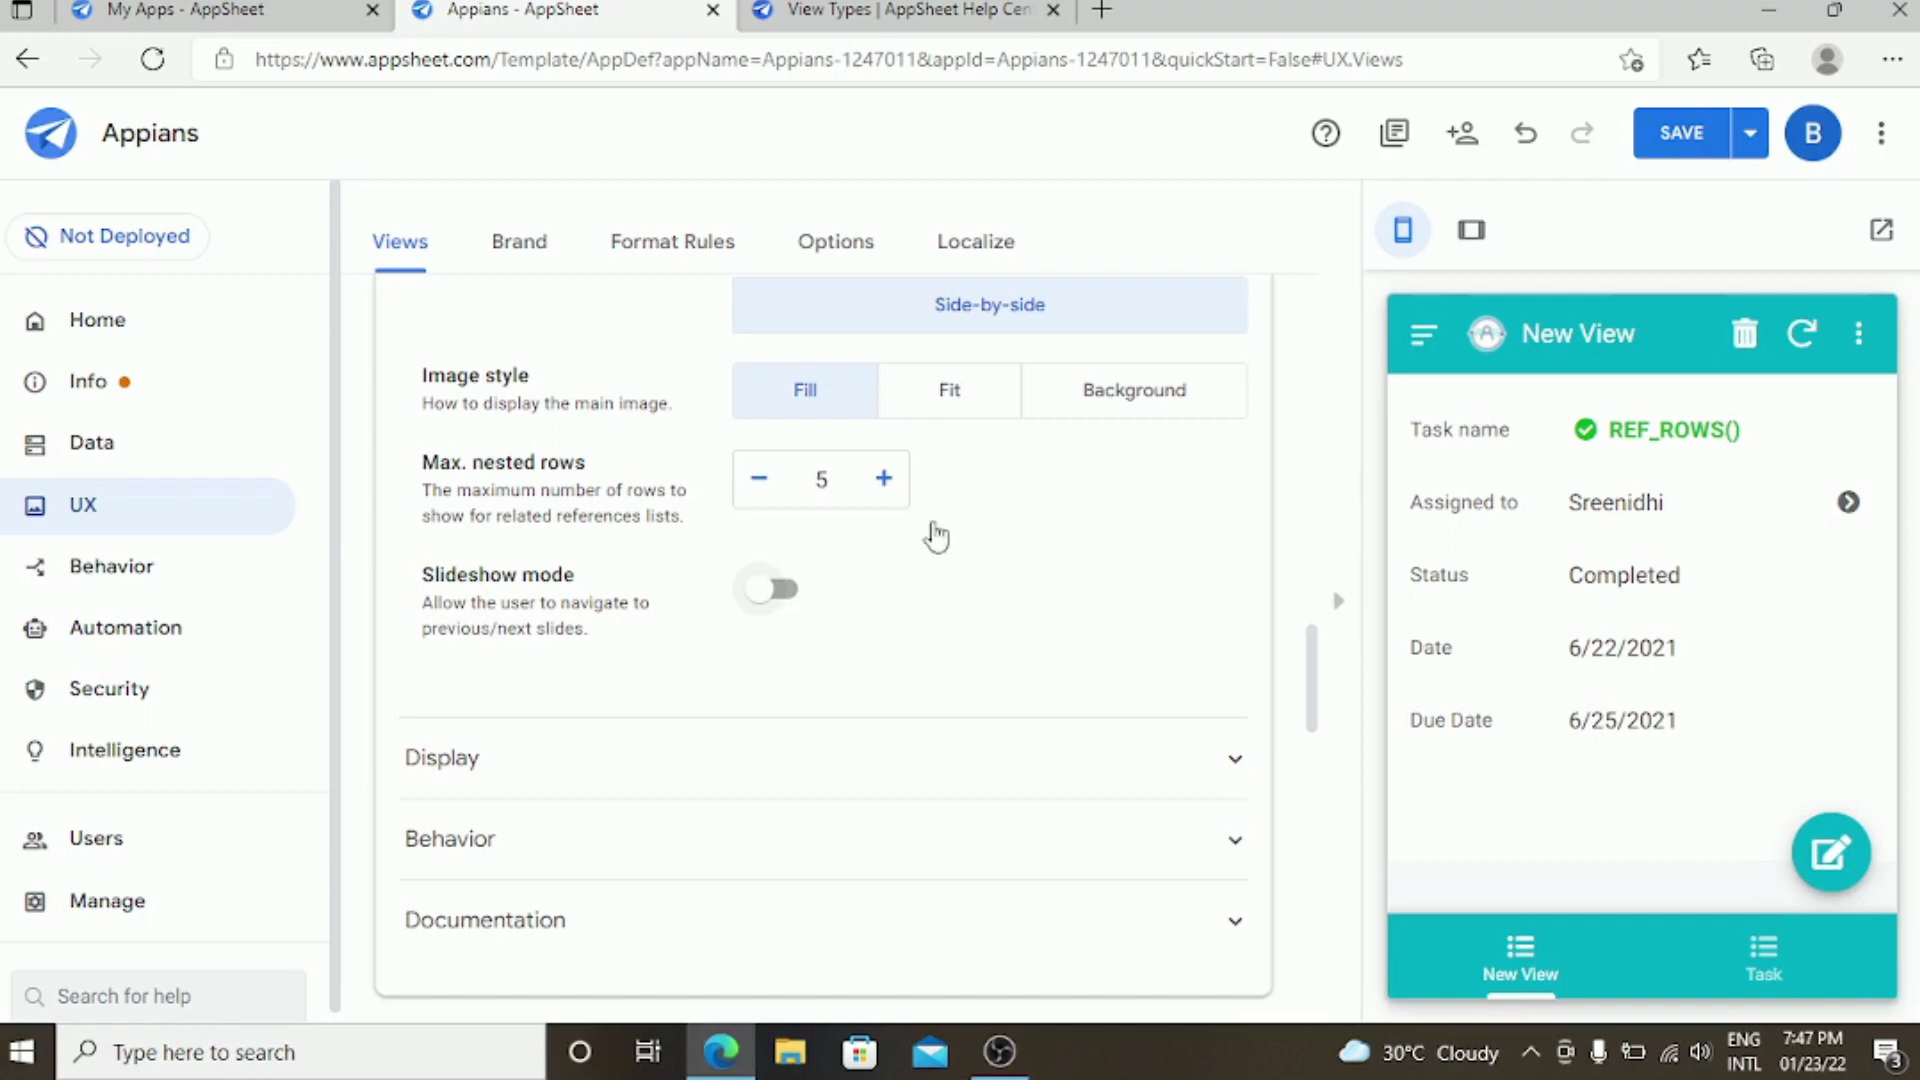 My Apps - AppSheet
Appians - AppSheet
View Types | AppSheet Help Cen
https://www.appsheet.com/Template/AppDef?appName=Appians-1247011&appId=Appians-1247011&quickStart=False#UX.Views
Appians
SAVE
B
Not Deployed
Home
Info
Data
UX
Behavior
Automation
Security
Intelligence
Users
Manage
Search for help
Views
Brand
Format Rules
Options
Localize
Side-by-side
Image style
How to display the main image.
Fill
Fit
Background
Max. nested rows
The maximum number of rows to
show for related references lists.
5
Slideshow mode
Allow the user to navigate to
previous/next slides.
Display
Behavior
Documentation
A New View
Task name REF_ROWS()
Assigned to Sreenidhi
Status Completed
Date 6/22/2021
Due Date 6/25/2021
New View
Task
Type here to search
30°C Cloudy
ENG
INTL
7:47 PM
01/23/22
3